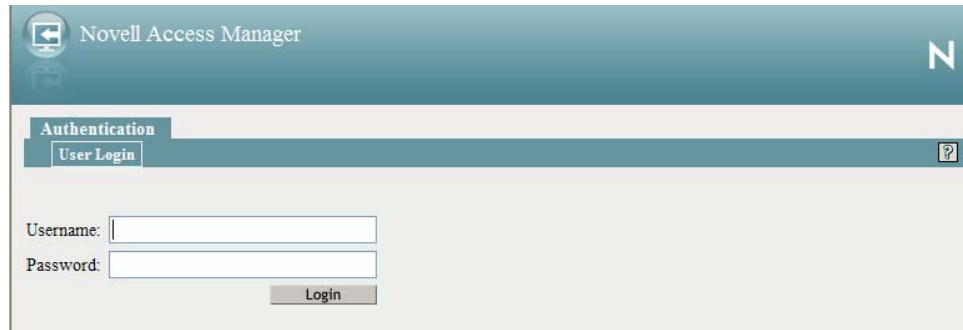 Novell Access Manager
N
Authentication
User Login
?
Username:
Password:
Login